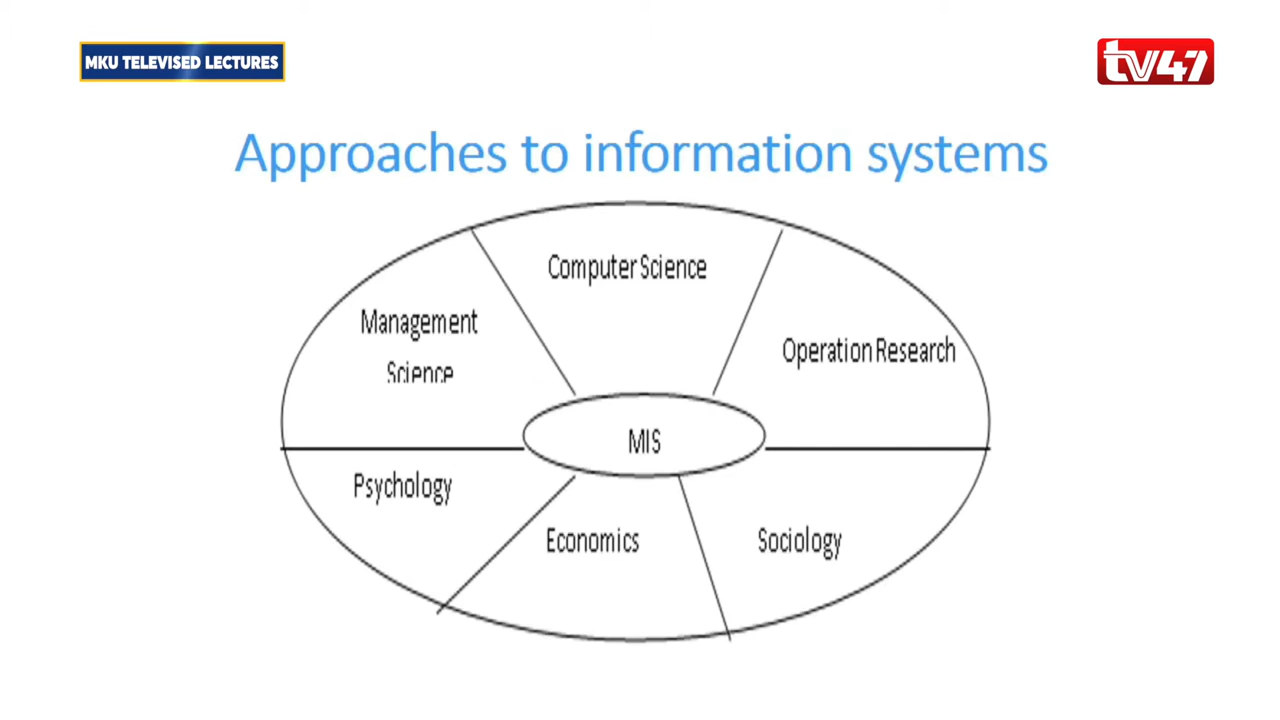 MKU TELEVISED LECTURES
tv47
Approaches to information systems
Computer Science
Management
Science
Operation Research
MIS
Psychology
Economics
Sociology